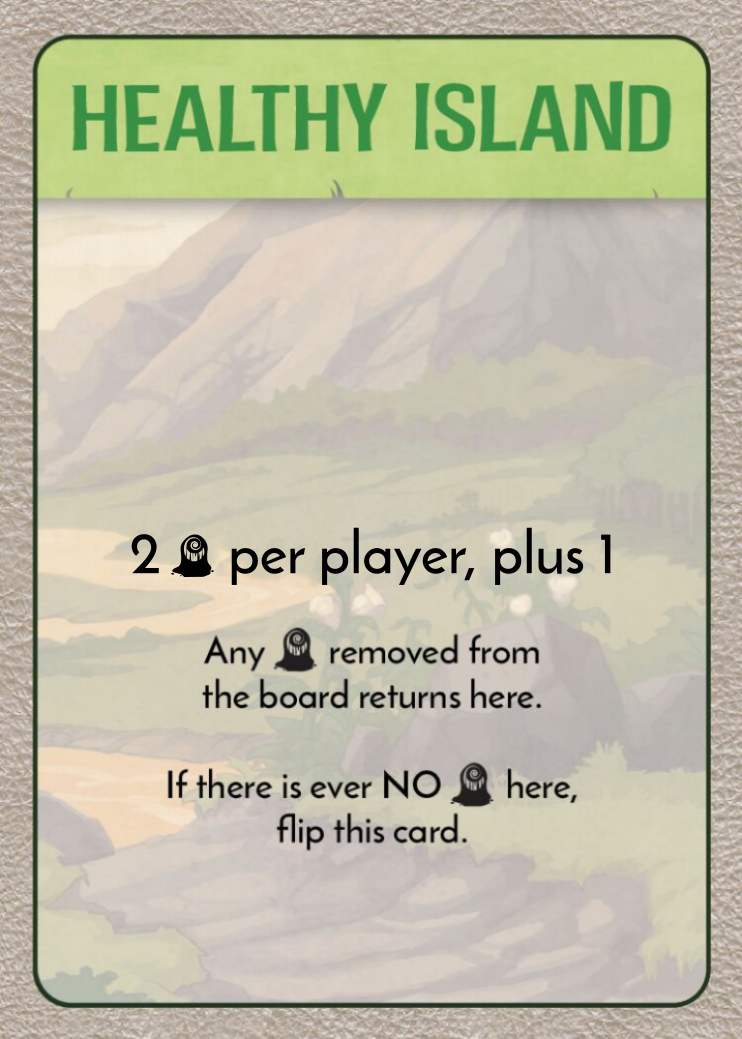 HEALTHY ISLAND
2 per player, plus 1
Any removed from
the board returns here.
If there is ever NO here,
flip this card.